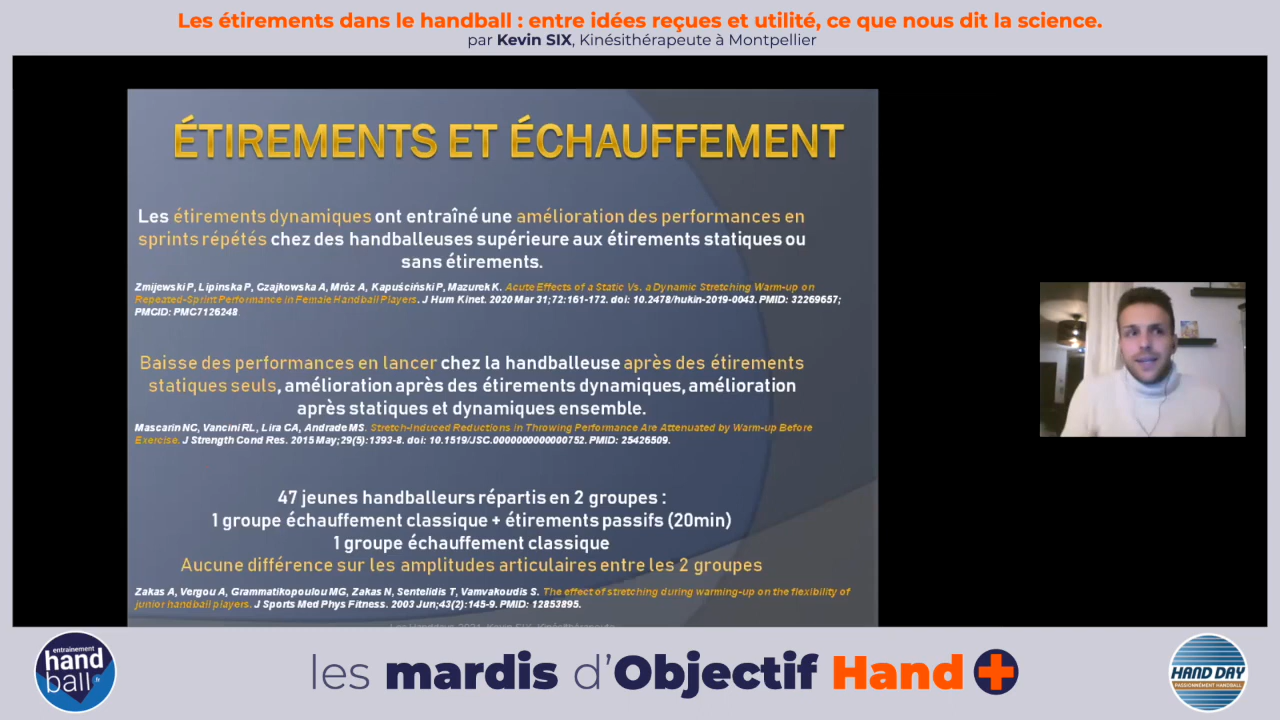 Les étirements dans le handball : entre idées reçues et utilité, ce que nous dit la science.
par Kevin SIX, Kinésithérapeute à Montpellier
ÉTIREMENTS ET ÉCHAUFFEMENT
Les étirements dynamiques ont entraîné une amélioration des performances en
sprints répétés chez des handballeuses supérieure aux étirements statiques ou
sans étirements.
Zmijewski P, Lipinska P, Czajkowska A, Mróz A, Kapuściński P, Mazurek K. Acute Effects of a Static Vs. a Dynamic Stretching Warm-up on
Repeated-Sprint Performance in Female Handball Players. J Hum Kinet. 2020 Mar 31;72:161-172. doi: 10.2478/hukin-2019-0043. PMID: 32269657;
PMCID: PMC7126248.
Baisse des performances en lancer chez la handballeuse après des étirements
statiques seuls, amélioration après des étirements dynamiques, amélioration
après statiques et dynamiques ensemble.
Mascarin NC, Vancini RL, Lira CA, Andrade MS. Stretch-Induced Reductions in Throwing Performance Are Attenuated by Warm-up Before
Exercise. J Strength Cond Res. 2015 May;29(5):1393-8. doi: 10.1519/JSC.0000000000000752. PMID: 25426509.
47 jeunes handballeurs répartis en 2 groupes :
1 groupe échauffement classique + étirements passifs (20min)
1 groupe échauffement classique
Aucune différence sur les amplitudes articulaires entre les 2 groupes
Zakas A, Vergou A, Grammatikopoulou MG, Zakas N, Sentelidis T, Vamvakoudis S. The effect of stretching during warming-up on the flexibility of
junior handball players. J Sports Med Phys Fitness. 2003 Jun;43(2):145-9. PMID: 12853895.
entrainement
hand
ball
.fr
les mardis d'Objectif Hand +
HAND DAY
PASSIONNÉMENT HANDBALL